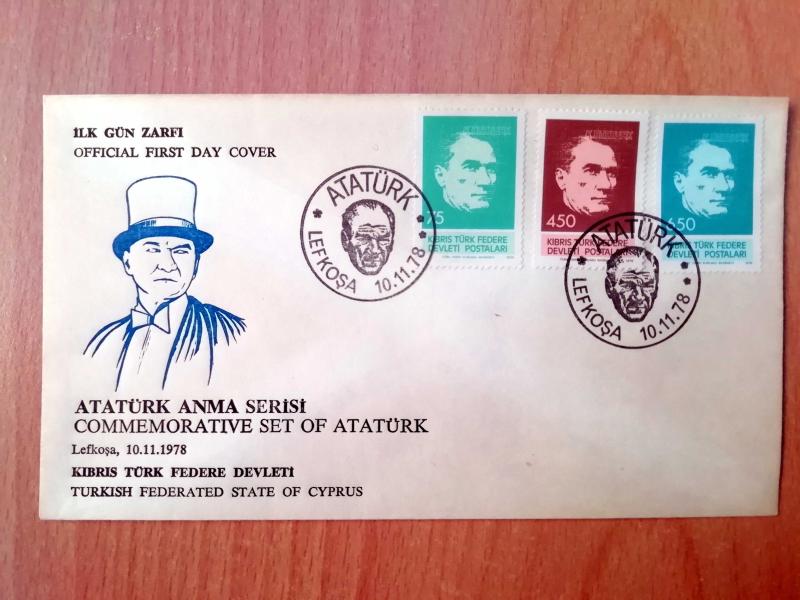 İLK GÜN ZARFI
OFFICIAL FIRST DAY COVER
ATATÜRK
LEFKOŞA 10.11.78
75
KIBRIS TÜRK FEDERE
DEVLETİ POSTALARI
450
KIBRIS TÜRK FEDERE
DEVLETİ POSTALARI
650
KIBRIS TÜRK FEDERE
DEVLETİ POSTALARI
ATATÜRK
LEFKOŞA 10.11.78
ATATÜRK ANMA SERİSİ
COMMEMORATIVE SET OF ATATÜRK
Lefkoşa, 10.11.1978
KIBRIS TÜRK FEDERE DEVLETİ
TURKISH FEDERATED STATE OF CYPRUS